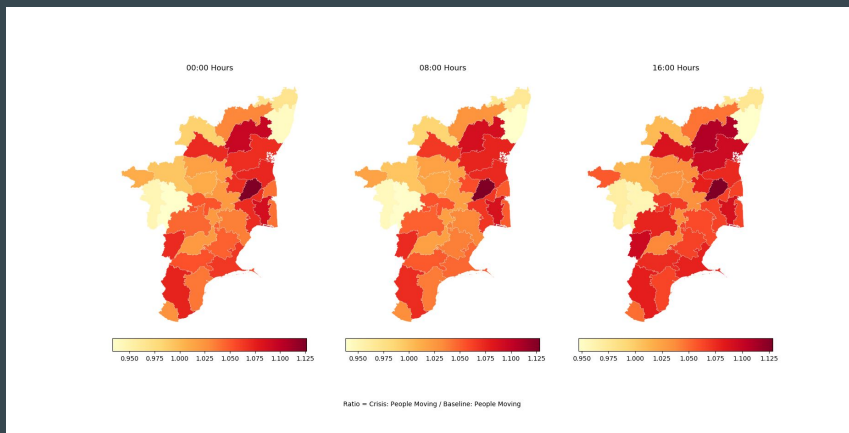 00:00 Hours
08:00 Hours
16:00 Hours
0.950 0.975 1.000 1.025 1.050 1.075 1.100 1.125
0.950 0.975 1.000 1.025 1.050 1.075 1.100 1.125
0.950 0.975 1.000 1.025 1.050 1.075 1.100 1.125
Ratio = Crisis: People Moving / Baseline: People Moving